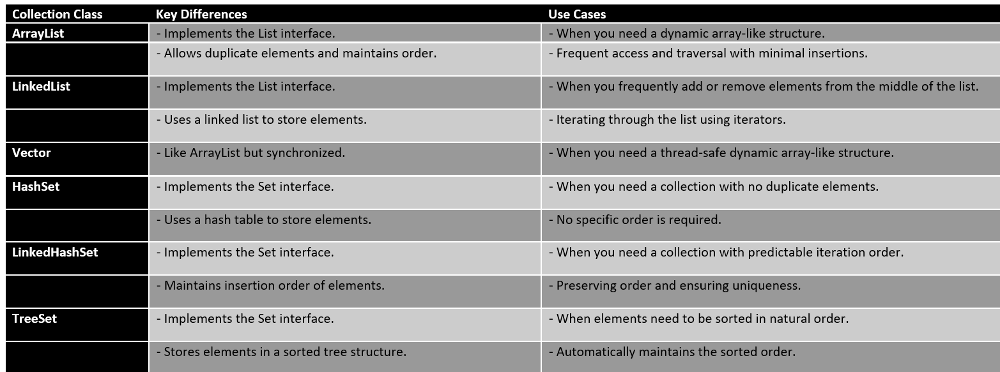 Collection Class Key Differences Use Cases
ArrayList - Implements the List interface. - When you need a dynamic array-like structure.
- Allows duplicate elements and maintains order. - Frequent access and traversal with minimal insertions.
LinkedList - Implements the List interface. - When you frequently add or remove elements from the middle of the list.
- Uses a linked list to store elements. - Iterating through the list using iterators.
Vector - Like ArrayList but synchronized. - When you need a thread-safe dynamic array-like structure.
HashSet - Implements the Set interface. - When you need a collection with no duplicate elements.
- Uses a hash table to store elements. - No specific order is required.
LinkedHashSet - Implements the Set interface. - When you need a collection with predictable iteration order.
- Maintains insertion order of elements. - Preserving order and ensuring uniqueness.
TreeSet - Implements the Set interface. - When elements need to be sorted in natural order.
- Stores elements in a sorted tree structure. - Automatically maintains the sorted order.